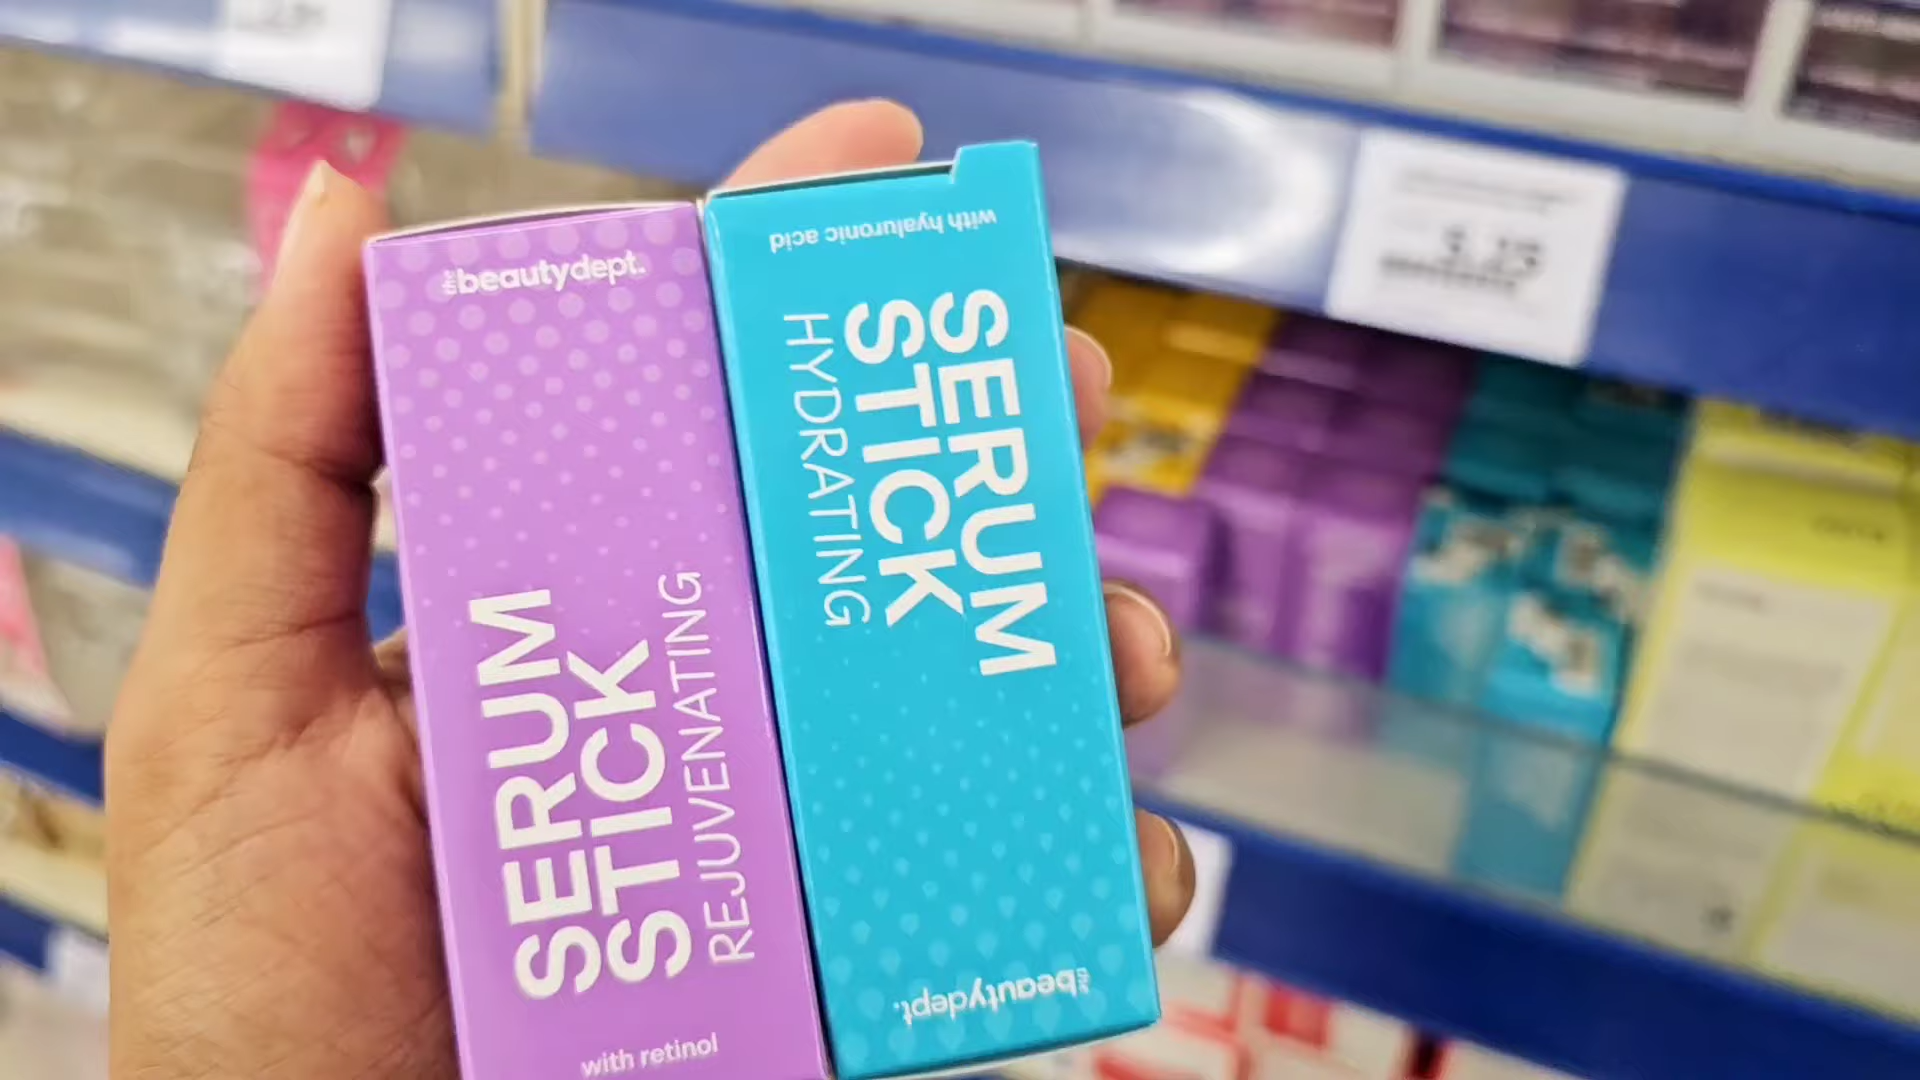 the beautydept.
SERUM
STICK
REJUVENATING
with retinol
with hyaluronic acid
SERUM
STICK
HYDRATING
the beautydept.